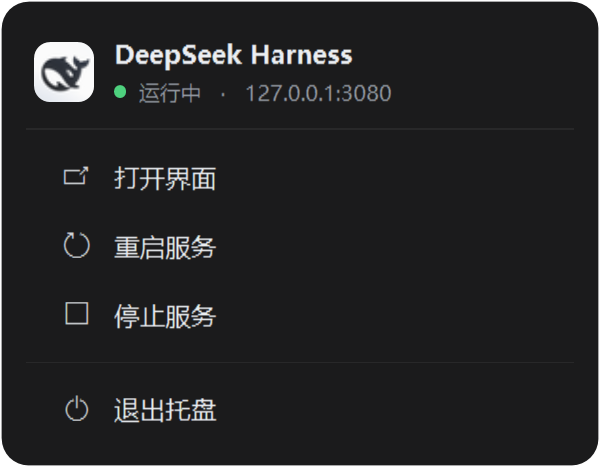 DeepSeek Harness
运行中 · 127.0.0.1:3080
打开界面
重启服务
停止服务
退出托盘